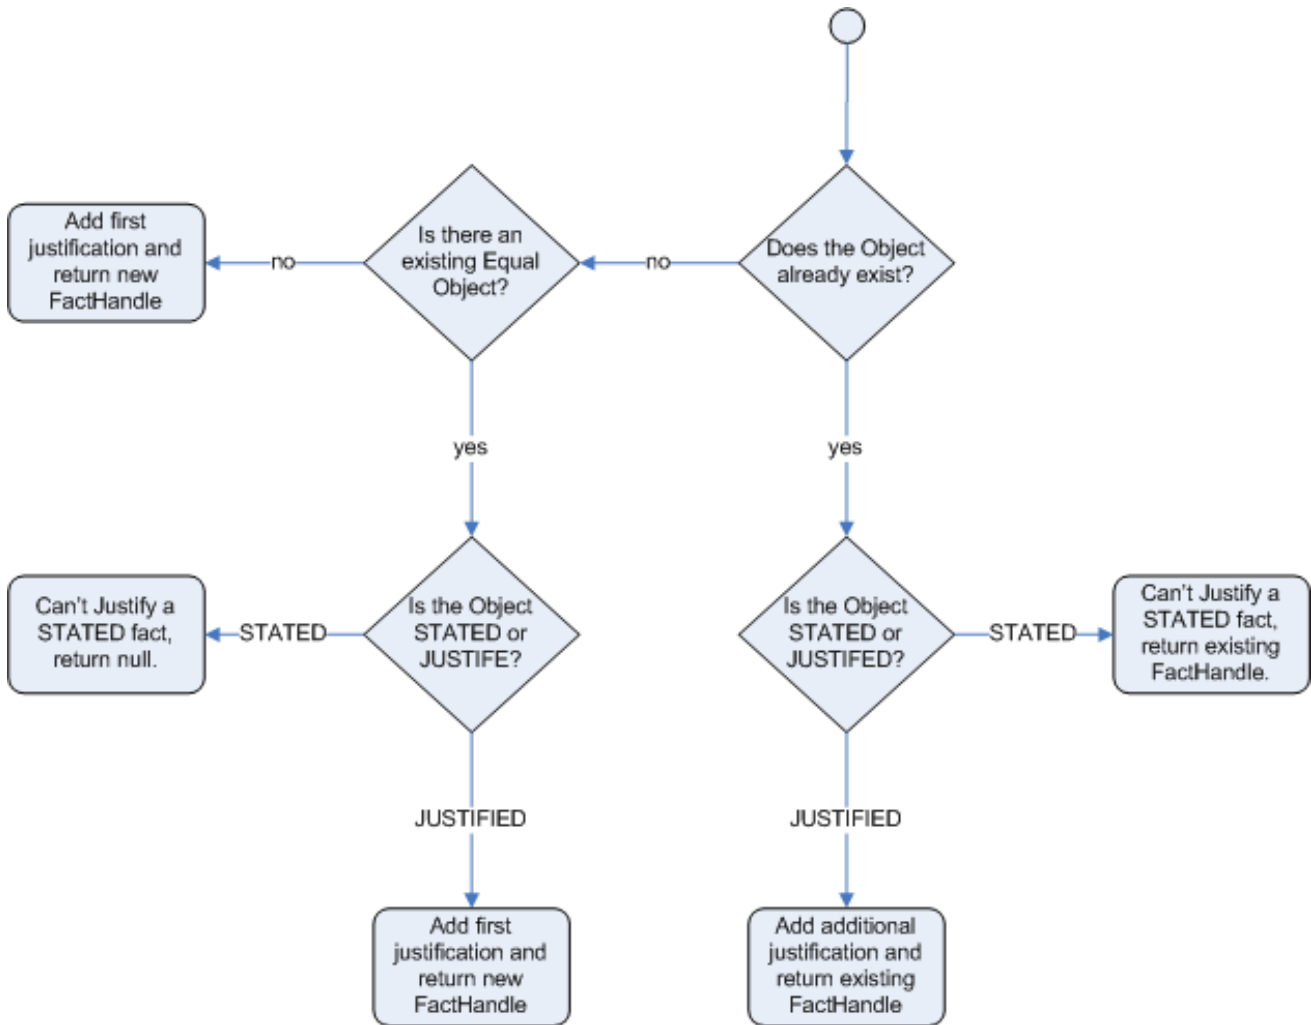 Add first
justification and
return new
FactHandle
no
Is there an
existing Equal
Object?
no
Does the Object
already exist?
yes
yes
Can't Justify a
STATED fact,
return null.
STATED
Is the Object
STATED or
JUSTIFE?
Is the Object
STATED or
JUSTIFED?
STATED
Can't Justify a
STATED fact,
return existing
FactHandle.
JUSTIFIED
JUSTIFIED
Add first
justification and
return new
FactHandle
Add additional
justification and
return existing
FactHandle